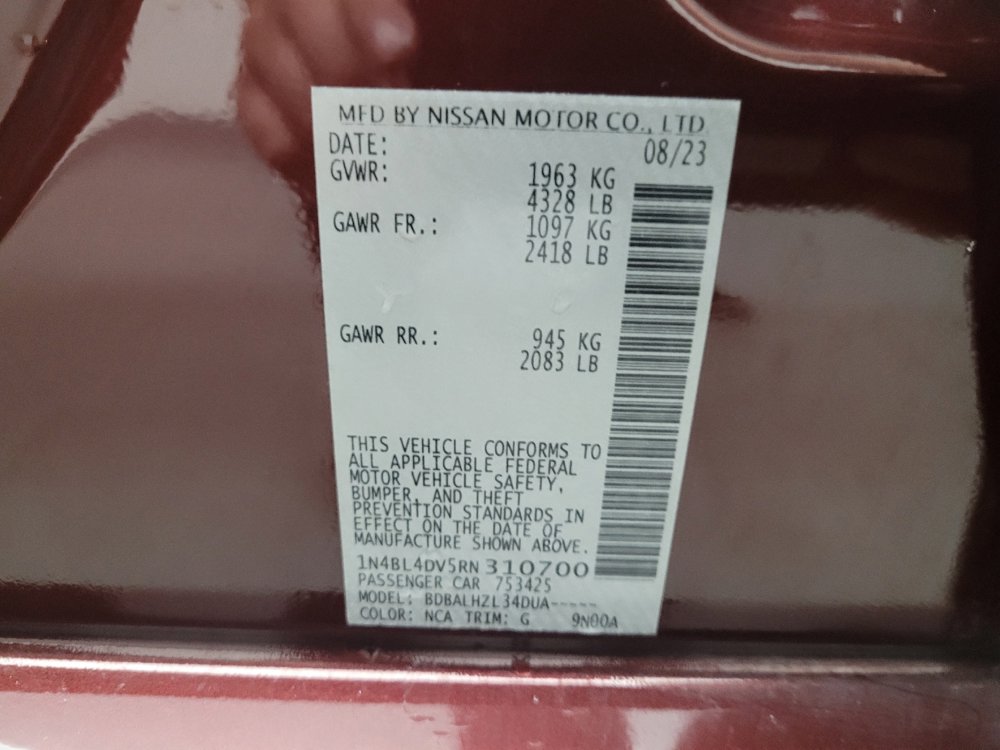 MFD BY NISSAN MOTOR CO., LTD.
DATE: 08/23
GVWR: 1963 KG
4328 LB
GAWR FR.: 1097 KG
2418 LB
GAWR RR.: 945 KG
2083 LB
THIS VEHICLE CONFORMS TO
ALL APPLICABLE FEDERAL
MOTOR VEHICLE SAFETY,
BUMPER, AND THEFT
PREVENTION STANDARDS IN
EFFECT ON THE DATE OF
MANUFACTURE SHOWN ABOVE.
1N4BL4DV5RN310700
PASSENGER CAR 753425
MODEL: BDBALHZL34DUA-----
COLOR: NCA TRIM: G 9N00A